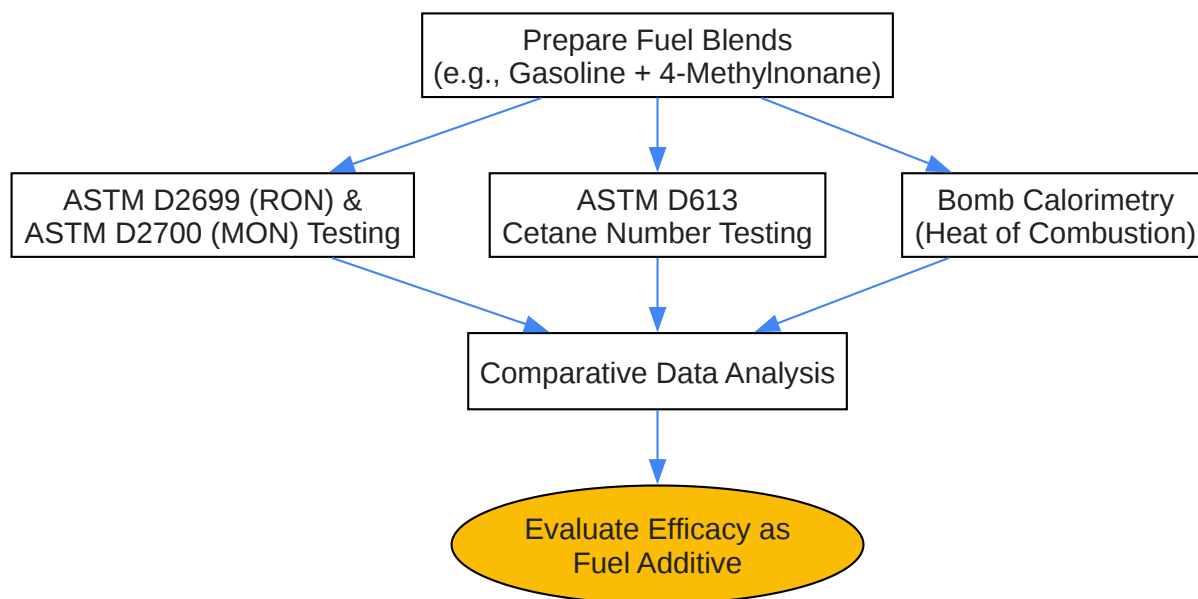 Prepare Fuel Blends
(e.g., Gasoline + 4-Methylnonane)
ASTM D2699 (RON) &
ASTM D2700 (MON) Testing
ASTM D613
Cetane Number Testing
Bomb Calorimetry
(Heat of Combustion)
Comparative Data Analysis
Evaluate Efficacy as
Fuel Additive